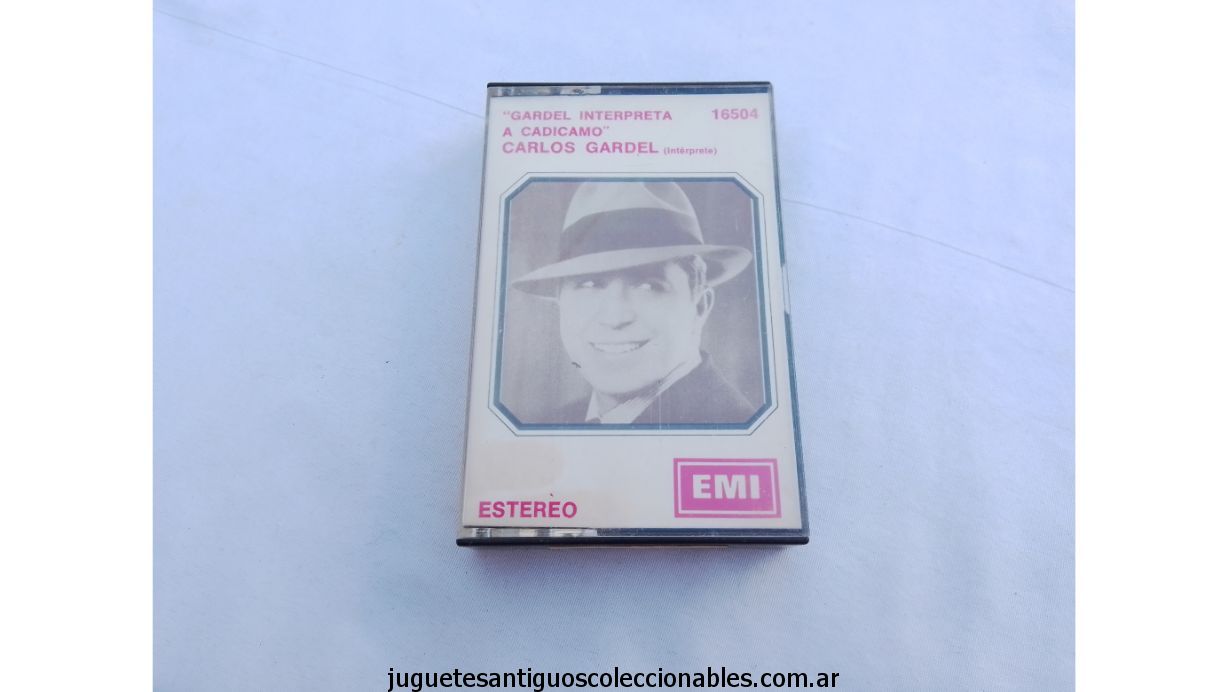 "GARDEL INTERPRETA
A CADICAMO"
16504
CARLOS GARDEL (Intérprete)
EMI
ESTEREO
juguetesantiguoscoleccionables.com.ar